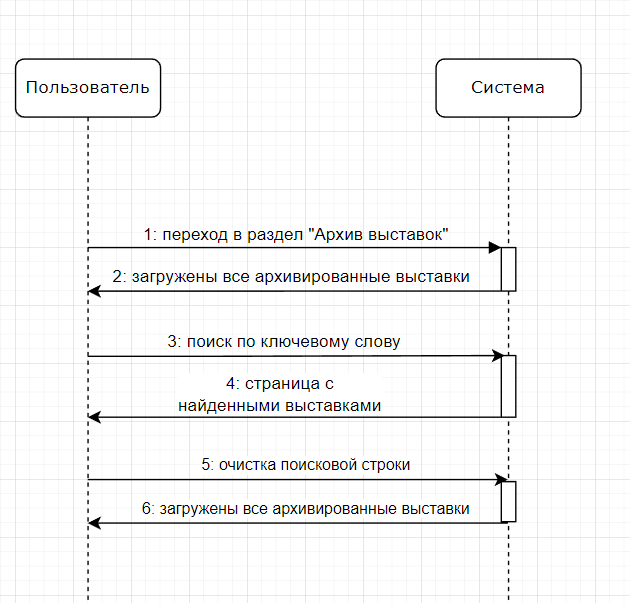 Пользователь
Система
1: переход в раздел "Архив выставок"
2: загружены все архивированные выставки
3: поиск по ключевому слову
4: страница с
найденными выставками
5: очистка поисковой строки
6: загружены все архивированные выставки